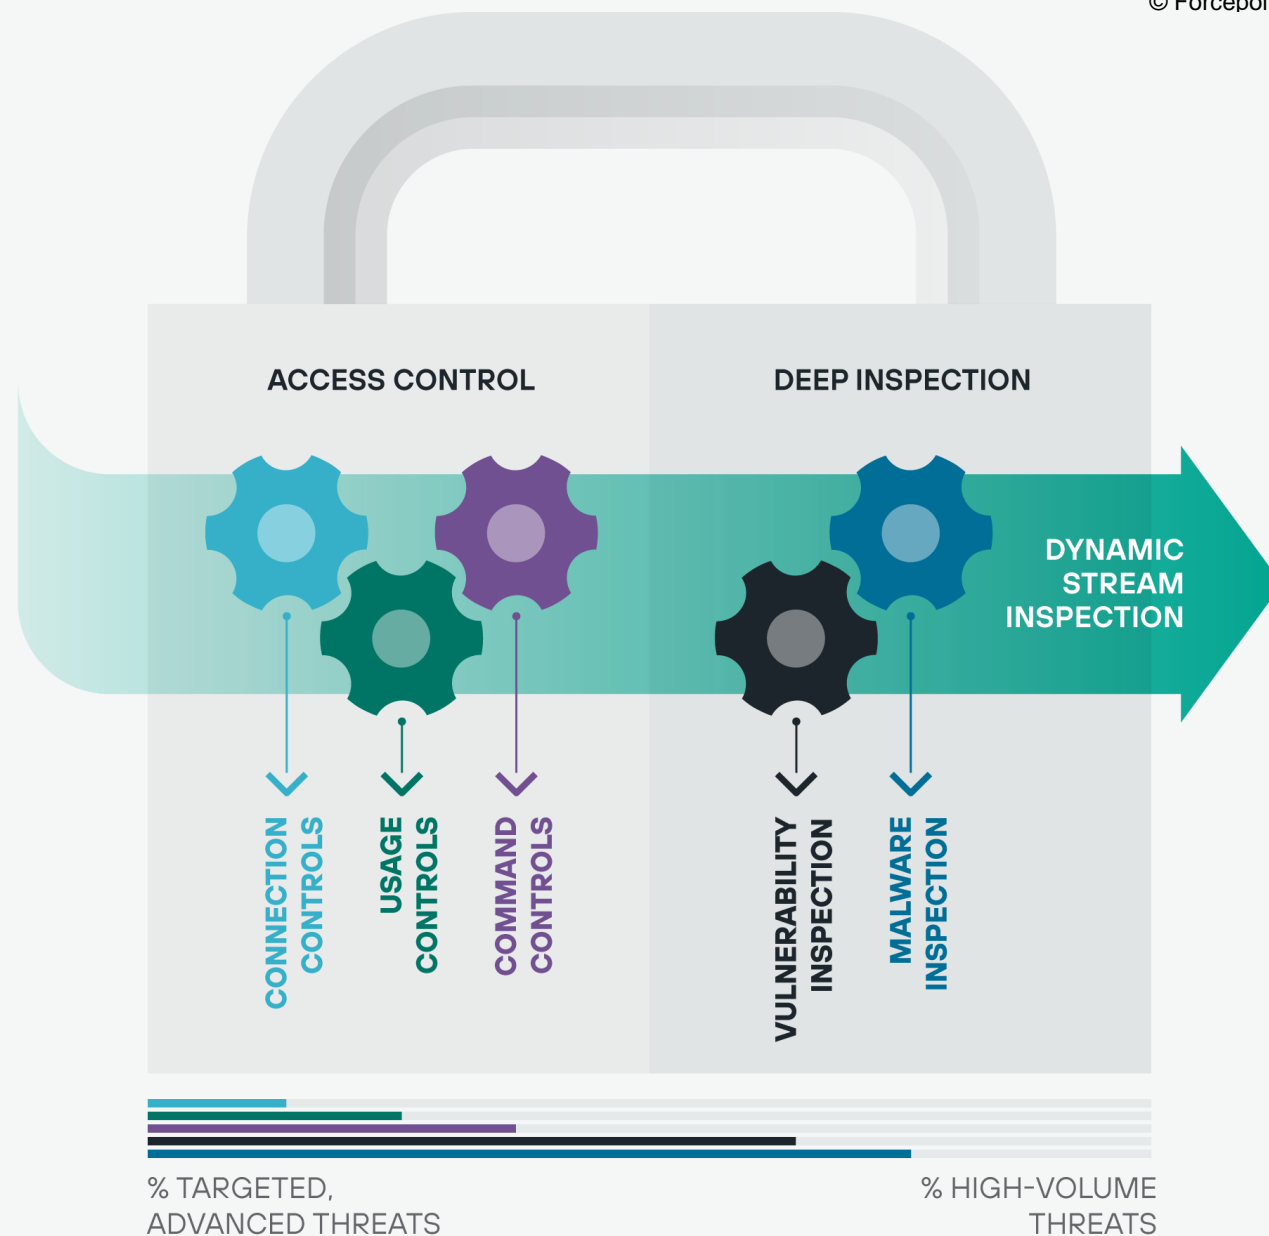 © Forcepoi
ACCESS CONTROL
DEEP INSPECTION
DYNAMIC
STREAM
INSPECTION
CONNECTION
CONTROLS
USAGE
CONTROLS
COMMAND
CONTROLS
VULNERABILITY
INSPECTION
MALWARE
INSPECTION
% TARGETED,
ADVANCED THREATS
% HIGH-VOLUME
THREATS